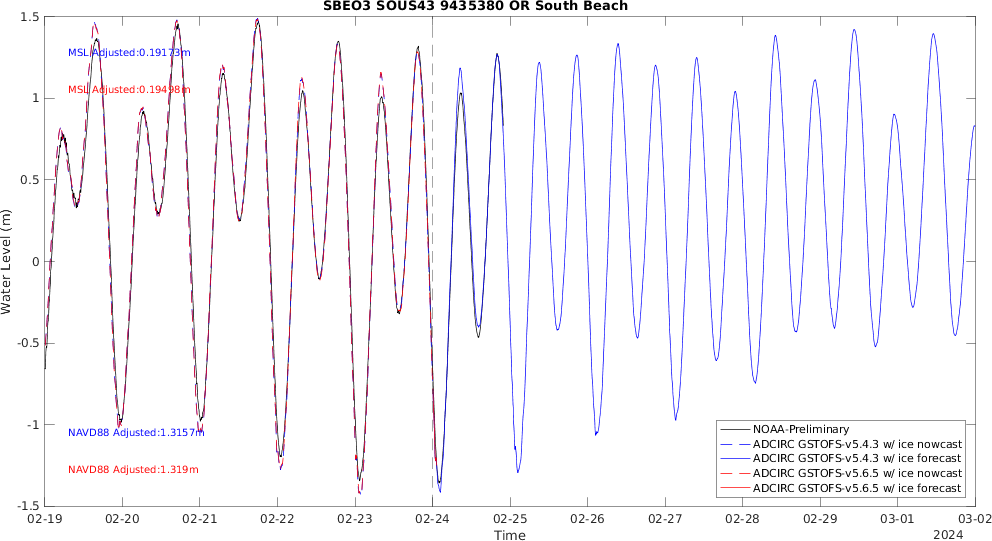 SBEO3 SOUS43 9435380 OR South Beach
1.5
1
0.5
0
-0.5
-1
-1.5
Water Level (m)
MSL Adjusted:0.19173m
MSL Adjusted:0.19498m
NAVD88 Adjusted:1.3157m
NAVD88 Adjusted:1.319m
NOAA-Preliminary
ADCIRC GSTOFS-v5.4.3 w/ ice nowcast
ADCIRC GSTOFS-v5.4.3 w/ ice forecast
ADCIRC GSTOFS-v5.6.5 w/ ice nowcast
ADCIRC GSTOFS-v5.6.5 w/ ice forecast
02-19 02-20 02-21 02-22 02-23 02-24 02-25 02-26 02-27 02-28 02-29 03-01 03-02
Time
2024